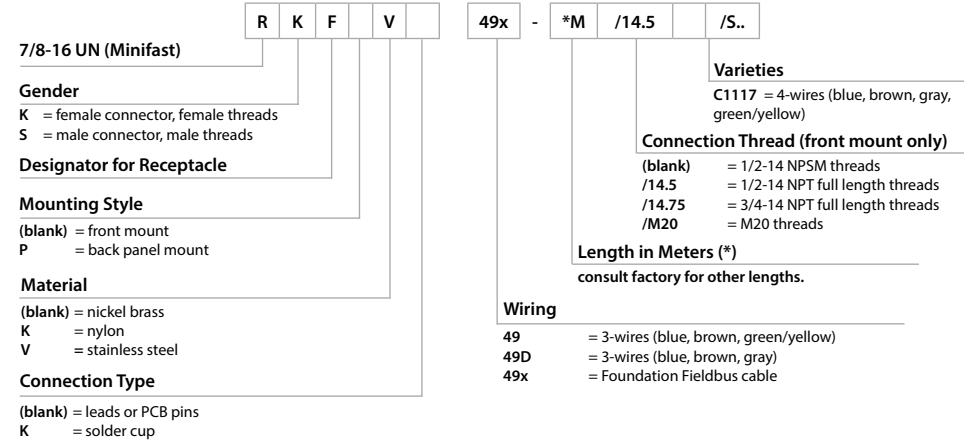 R K F V 49x - *M /14.5 /S..
7/8-16 UN (Minifast)
Gender
K = female connector, female threads
S = male connector, male threads
Designator for Receptacle
Mounting Style
(blank) = front mount
P = back panel mount
Material
(blank) = nickel brass
K = nylon
V = stainless steel
Connection Type
(blank) = leads or PCB pins
K = solder cup
Varieties
C1117 = 4-wires (blue, brown, gray,
green/yellow)
Connection Thread (front mount only)
(blank) = 1/2-14 NPSM threads
/14.5 = 1/2-14 NPT full length threads
/14.75 = 3/4-14 NPT full length threads
/M20 = M20 threads
Length in Meters (*)
consult factory for other lengths.
Wiring
49 = 3-wires (blue, brown, green/yellow)
49D = 3-wires (blue, brown, gray)
49x = Foundation Fieldbus cable